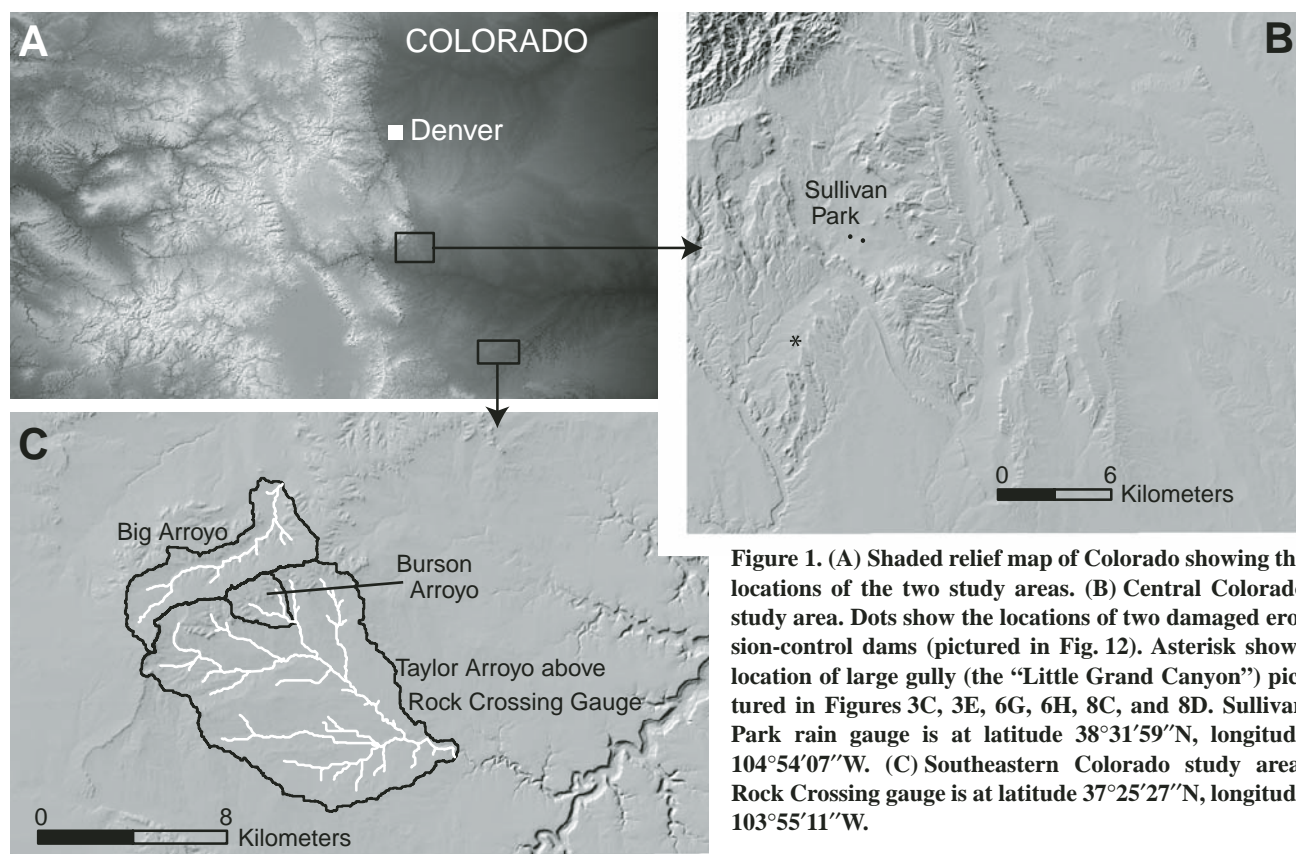 A
COLORADO
Denver
B
Sullivan
Park
*
0 6
Kilometers
C
Big Arroyo
Burson
Arroyo
Taylor Arroyo above
Rock Crossing Gauge
0 8
Kilometers
Figure 1. (A) Shaded relief map of Colorado showing th
locations of the two study areas. (B) Central Colorad
study area. Dots show the locations of two damaged ero
sion-control dams (pictured in Fig. 12). Asterisk show
location of large gully (the “Little Grand Canyon”) pic
tured in Figures 3C, 3E, 6G, 6H, 8C, and 8D. Sulliva
Park rain gauge is at latitude 38°31′59″N, longitud
104°54′07″W. (C) Southeastern Colorado study area
Rock Crossing gauge is at latitude 37°25′27″N, longitud
103°55′11″W.